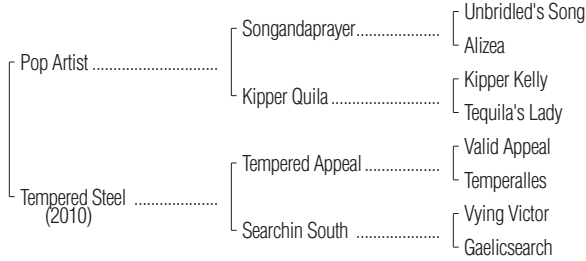 Unbridled's Song
Songandaprayer....................
Alizea
Pop Artist ..............................
Kipper Kelly
Kipper Quila..........................
Tequila's Lady
Valid Appeal
Tempered Appeal ..................
Temperalles
Tempered Steel ....................
(2010)
Vying Victor
Searchin South ....................
Gaelicsearch